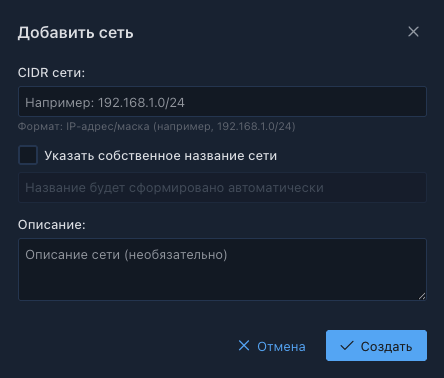 Добавить сеть
CIDR сети:
Например: 192.168.1.0/24
Формат: IP-адрес/маска (например, 192.168.1.0/24)
Указать собственное название сети
Название будет сформировано автоматически
Описание:
Описание сети (необязательно)
Отмена
Создать